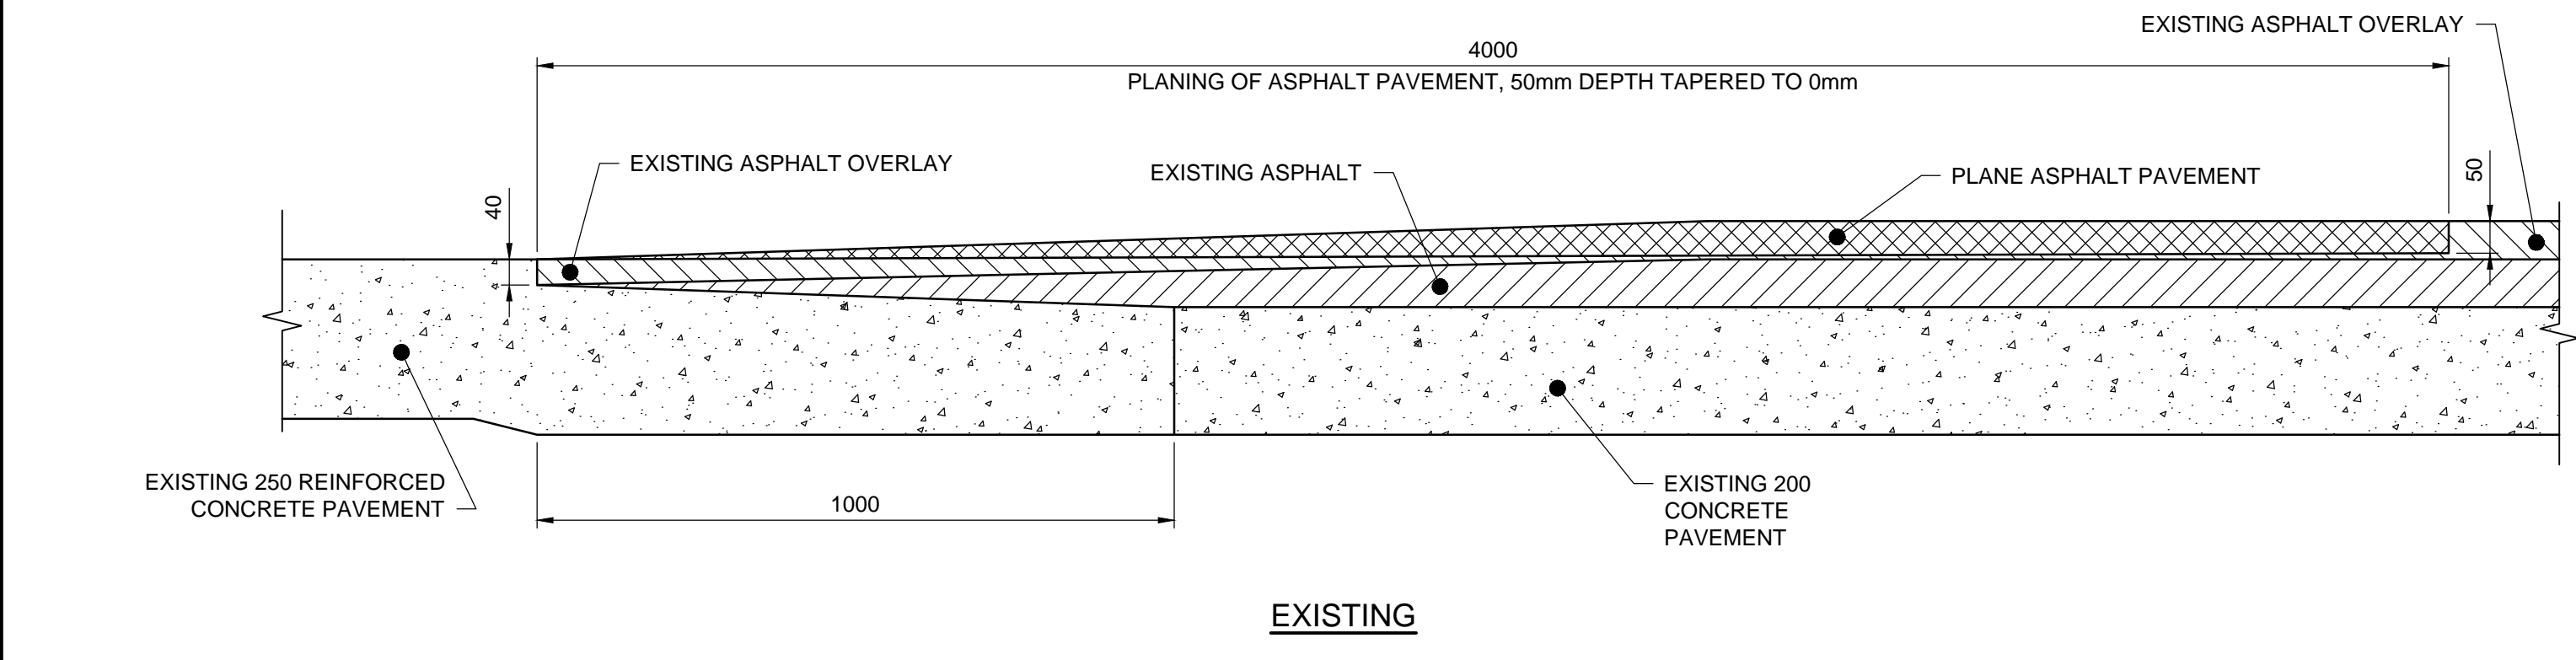 EXISTING ASPHALT OVERLAY
4000
PLANING OF ASPHALT PAVEMENT, 50mm DEPTH TAPERED TO 0mm
EXISTING ASPHALT OVERLAY
EXISTING ASPHALT
PLANE ASPHALT PAVEMENT
50
40
EXISTING 250 REINFORCED
CONCRETE PAVEMENT
1000
EXISTING 200
CONCRETE
PAVEMENT
EXISTING